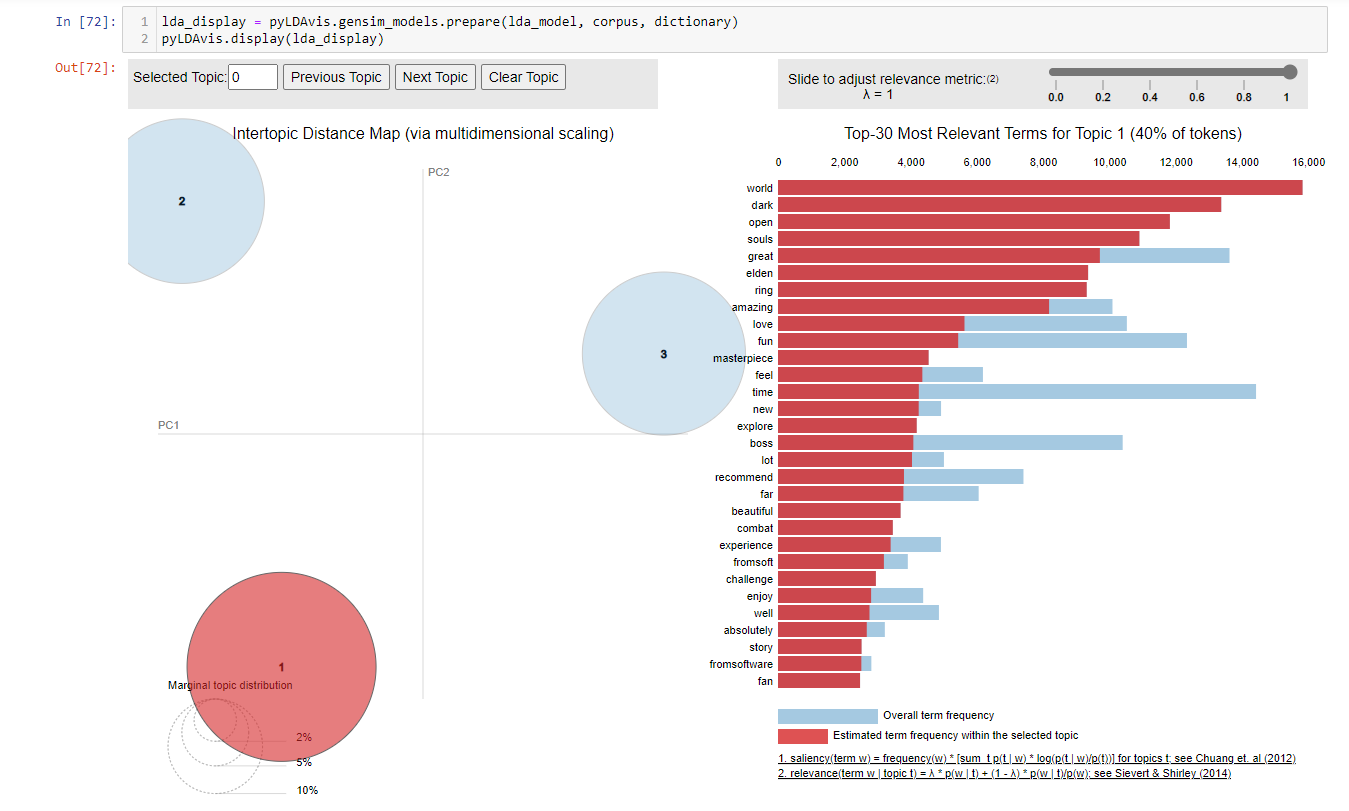 In [72]:
1 lda_display = pyLDAvis.gensim_models.prepare(lda_model, corpus, dictionary)
2 pyLDAvis.display(lda_display)
Out[72]:
Selected Topic: 0 Previous Topic Next Topic Clear Topic
Slide to adjust relevance metric:(2)
λ = 1
0.0 0.2 0.4 0.6 0.8 1
Intertopic Distance Map (via multidimensional scaling)
PC2
PC1
2
3
1
Marginal topic distribution
2%
5%
10%
Top-30 Most Relevant Terms for Topic 1 (40% of tokens)
0 2,000 4,000 6,000 8,000 10,000 12,000 14,000 16,000
world
dark
open
souls
great
elden
ring
amazing
love
fun
masterpiece
feel
time
new
explore
boss
lot
recommend
far
beautiful
combat
experience
fromsoft
challenge
enjoy
well
absolutely
story
fromsoftware
fan
Overall term frequency
Estimated term frequency within the selected topic
1. saliency(term w) = frequency(w) * [sum_t p(t | w) * log(p(t | w)/p(t))] for topics t; see Chuang et. al (2012)
2. relevance(term w | topic t) = λ * p(w | t) + (1 - λ) * p(w | t)/p(w); see Sievert & Shirley (2014)